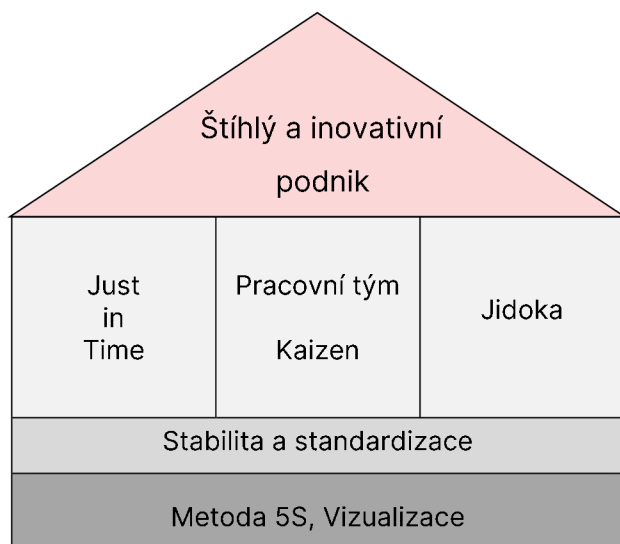 Štíhlý a inovativní
podnik
Just
in
Time
Pracovní tým
Kaizen
Jidoka
Stabilita a standardizace
Metoda 5S, Vizualizace